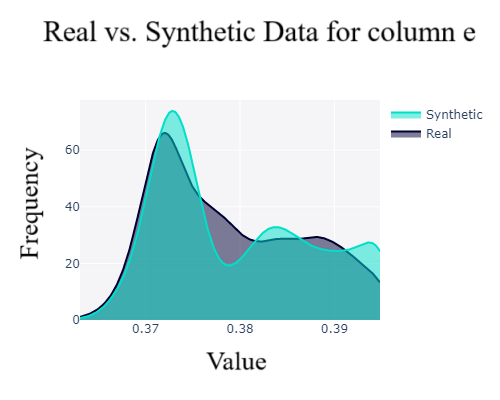 Real vs. Synthetic Data for column e
Synthetic
Real
Frequency
60
40
20
0
0.37
0.38
0.39
Value